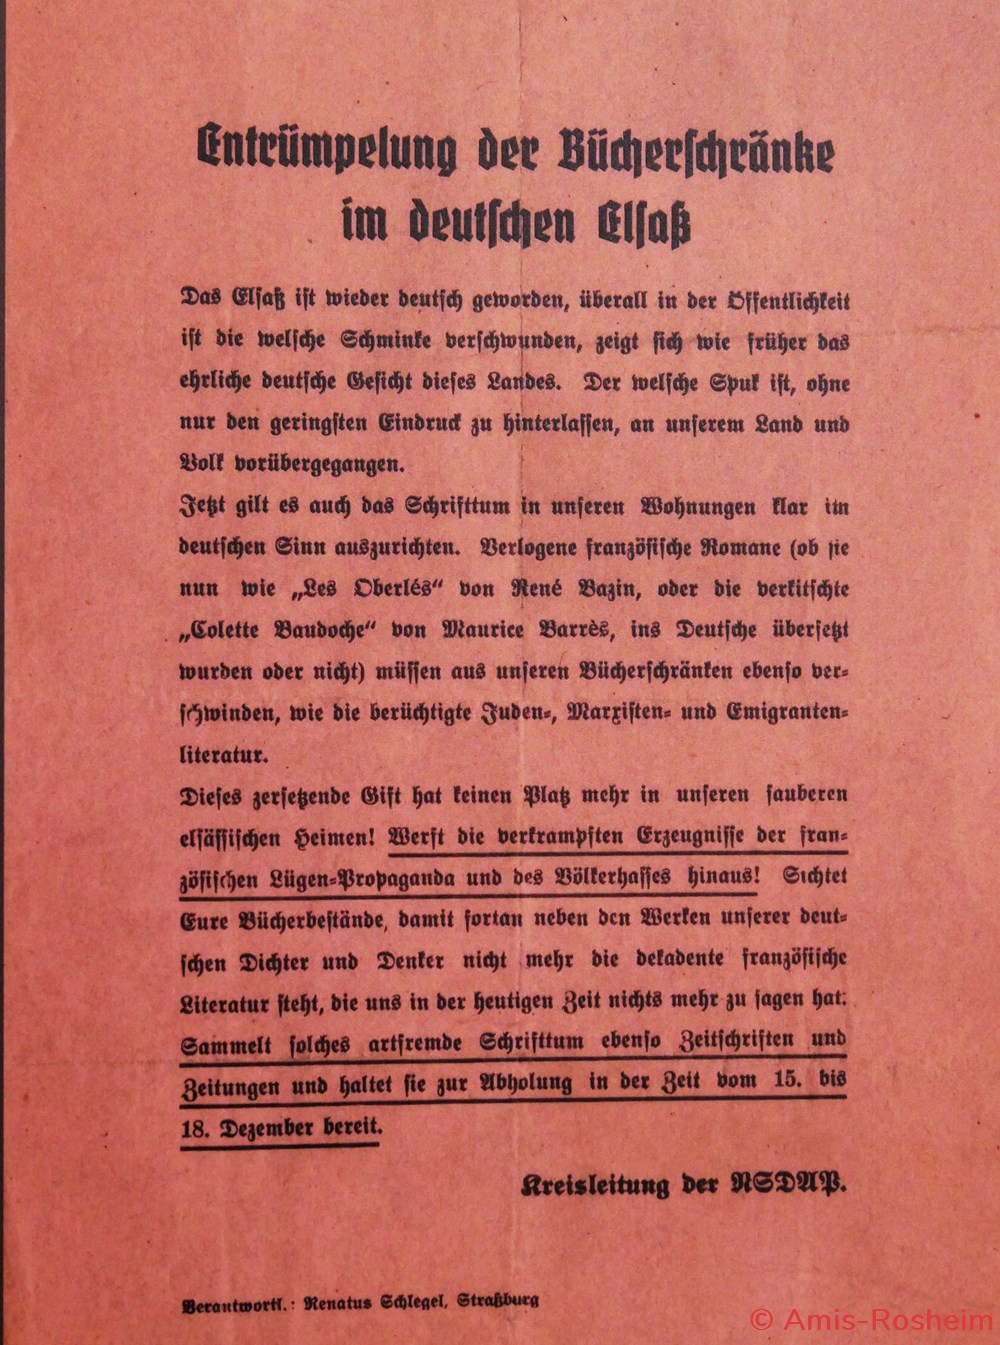 Entrümpelung der Bücherschränke
im deutschen Elsaß
Das Elsaß ist wieder deutsch geworden, überall in der Öffentlichkeit
ist die welsche Schminke verschwunden, zeigt sich wie früher das
ehrliche deutsche Gesicht dieses Landes. Der welsche Spuk ist, ohne
nur den geringsten Eindruck zu hinterlassen, an unserem Land und
Volk vorübergegangen.
Jetzt gilt es auch das Schrifttum in unseren Wohnungen klar im
deutschen Sinn auszurichten. Verlogene französische Romane (ob sie
nun wie „Les Oberlés“ von René Bazin, oder die verkitschte
„Colette Baudoche“ von Maurice Barrès, ins Deutsche übersetzt
wurden oder nicht) müssen aus unseren Bücherschränken ebenso ver-
schwinden, wie die berüchtigte Juden-, Marxisten- und Emigranten-
literatur.
Dieses zersetzende Gift hat keinen Platz mehr in unseren sauberen
elsässischen Heimen! Werft die verkrampften Erzeugnisse der fran-
zösischen Lügen-Propaganda und des Völkerhasses hinaus! Sichtet
Eure Bücherbestände, damit fortan neben den Werken unserer deut-
schen Dichter und Denker nicht mehr die dekadente französische
Literatur steht, die uns in der heutigen Zeit nichts mehr zu sagen hat.
Sammelt solches artfremde Schrifttum ebenso Zeitschriften und
Zeitungen und haltet sie zur Abholung in der Zeit vom 15. bis
18. Dezember bereit.
Kreisleitung der NSDAP.
Verantwortl.: Renatus Schlegel, Straßburg
© Amis-Rosheim